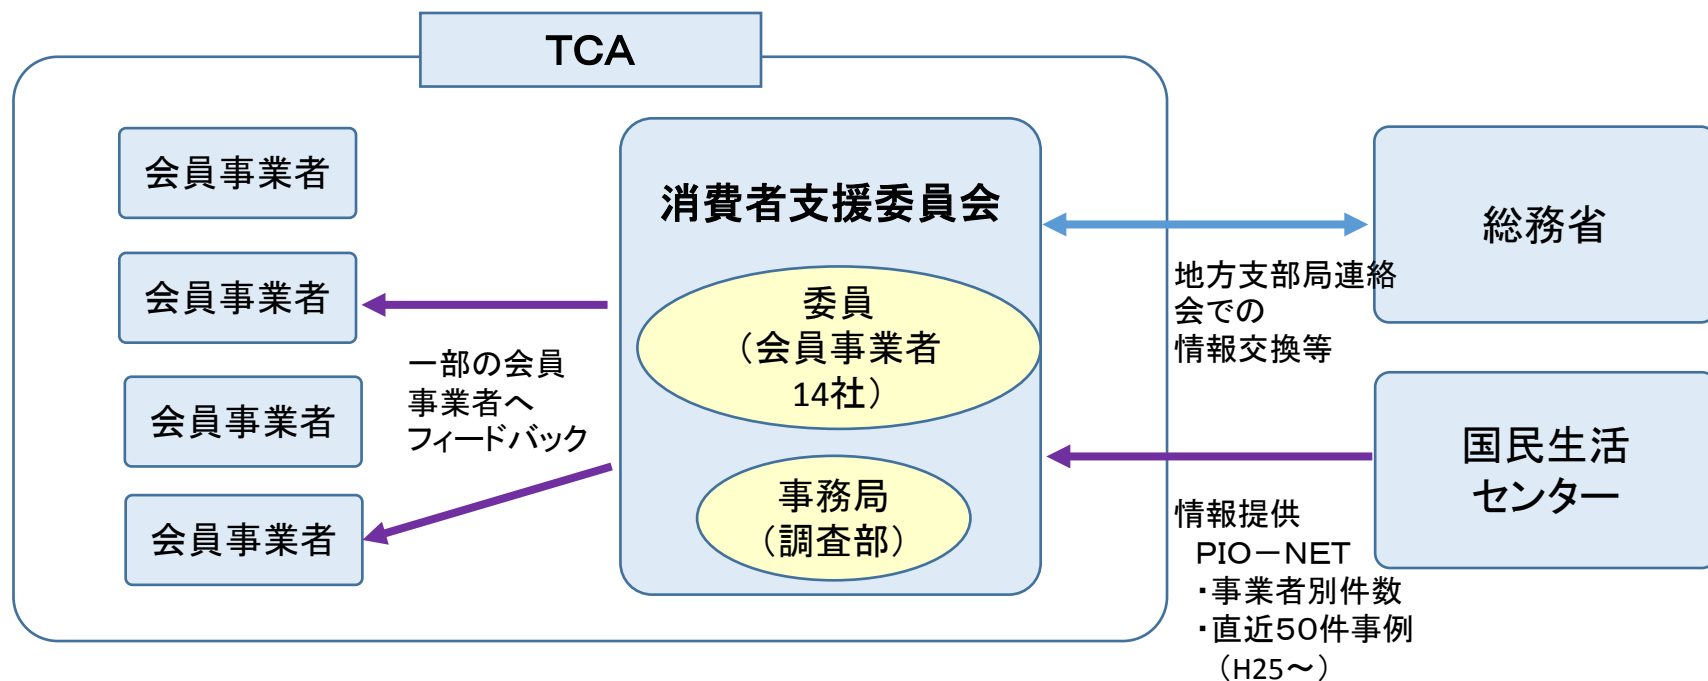 TCA
会員事業者
会員事業者
会員事業者
会員事業者
一部の会員
事業者へ
フィードバック
消費者支援委員会
委員
（会員事業者
14社）
事務局
（調査部）
総務省
地方支部局連絡
会での
情報交換等
国民生活
センター
情報提供
PIO－NET
・事業者別件数
・直近50件事例
（H25～）